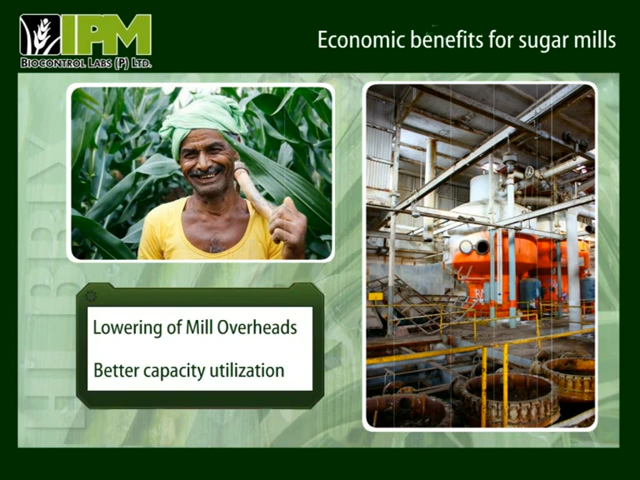 IPM
BIOCONTROL LABS (P) LTD.
Economic benefits for sugar mills
Lowering of Mill Overheads
Better capacity utilization